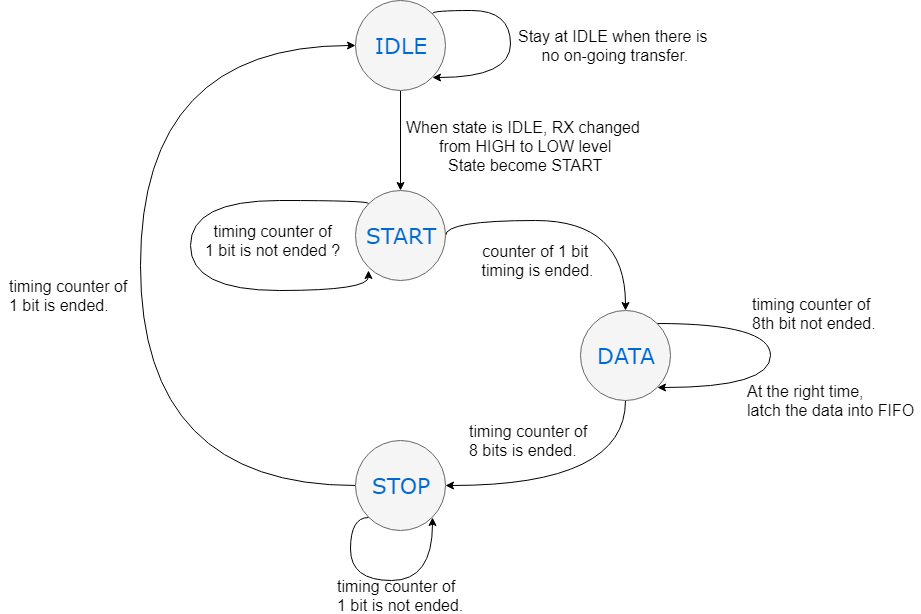 IDLE
Stay at IDLE when there is
no on-going transfer.
When state is IDLE, RX changed
from HIGH to LOW level
State become START
timing counter of
1 bit is not ended ?
START
counter of 1 bit
timing is ended.
timing counter of
1 bit is ended.
timing counter of
8th bit not ended.
DATA
At the right time,
latch the data into FIFO
timing counter of
8 bits is ended.
STOP
timing counter of
1 bit is not ended.